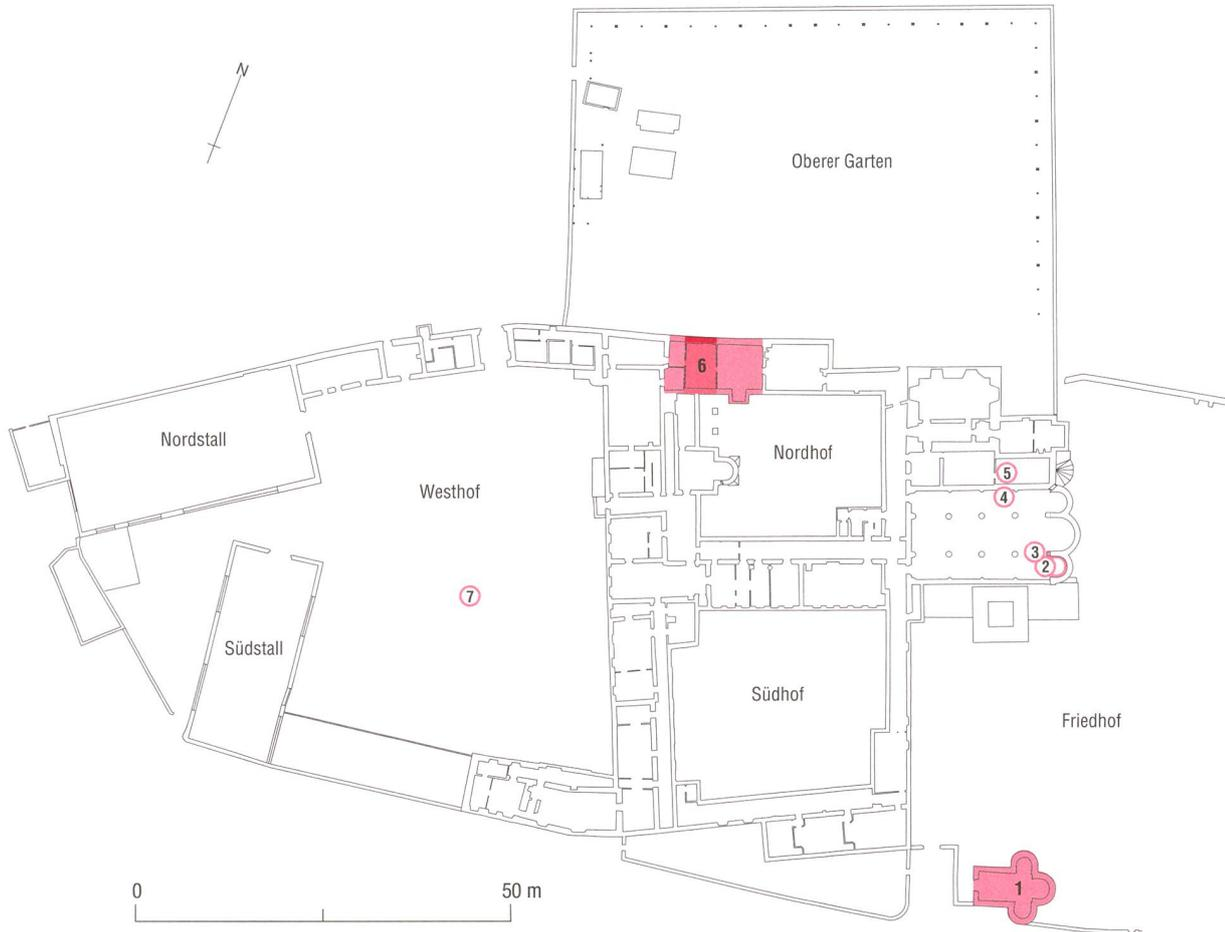 N
Oberer Garten
6
Nordstall
Nordhof
Westhof
5
4
3
2
7
Südstall
Südhof
Friedhof
1
0 50 m